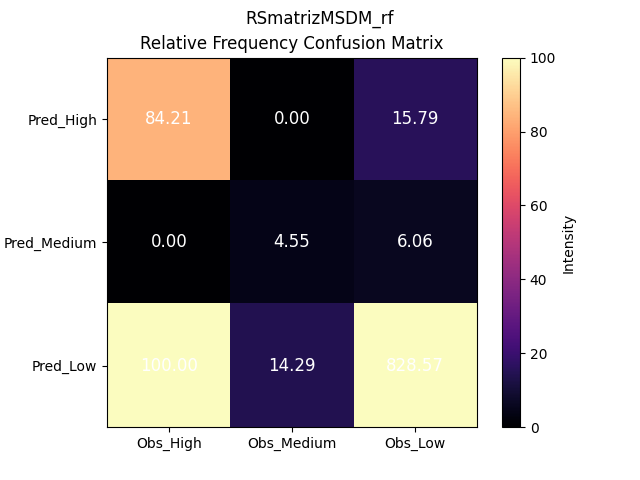 RSmatrizMSDM_rf
Relative Frequency Confusion Matrix
100
Pred_High 84.21 0.00 15.79
80
60
Pred_Medium 0.00 4.55 6.06
Intensity
40
Pred_Low 100.00 14.29 828.57
20
0
Obs_High Obs_Medium Obs_Low